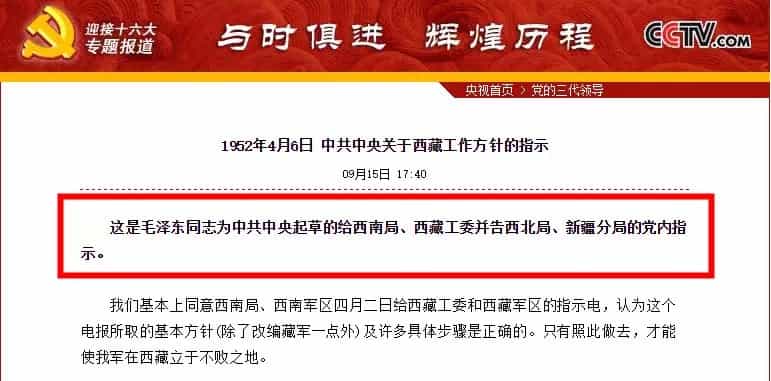 迎接十六大
专题报道
与时俱进 辉煌历程
CCTV.COM
央视首页 > 党的三代领导
1952年4月6日 中共中央关于西藏工作方针的指示
09月15日 17:40
这是毛泽东同志为中共中央起草的给西南局、西藏工委并告西北局、新疆分局的党内指
示。
我们基本上同意西南局、西南军区四月二日给西藏工委和西藏军区的指示电，认为这个
电报所取的基本方针(除了改编藏军一点外)及许多具体步骤是正确的。只有照此做去，才能
使我军在西藏立于不败之地。